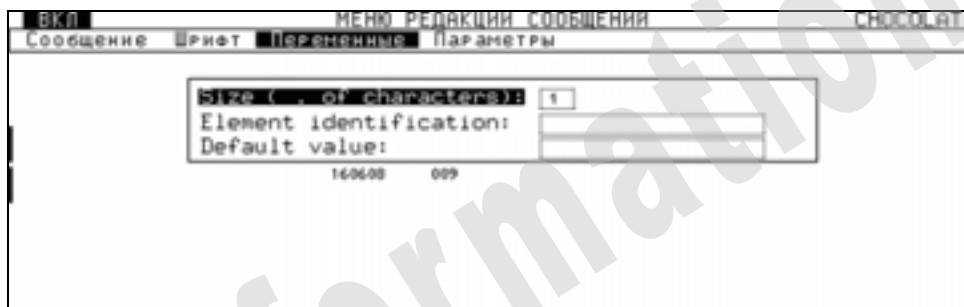 ВКЛ МЕНЮ РЕДАКЦИИ СООБЩЕНИЯ CHOCOLAT
Сообщение Шрифт Переменные Параметры
Size ( . of characters): 1
Element identification:
Default value:
160608 009
formation